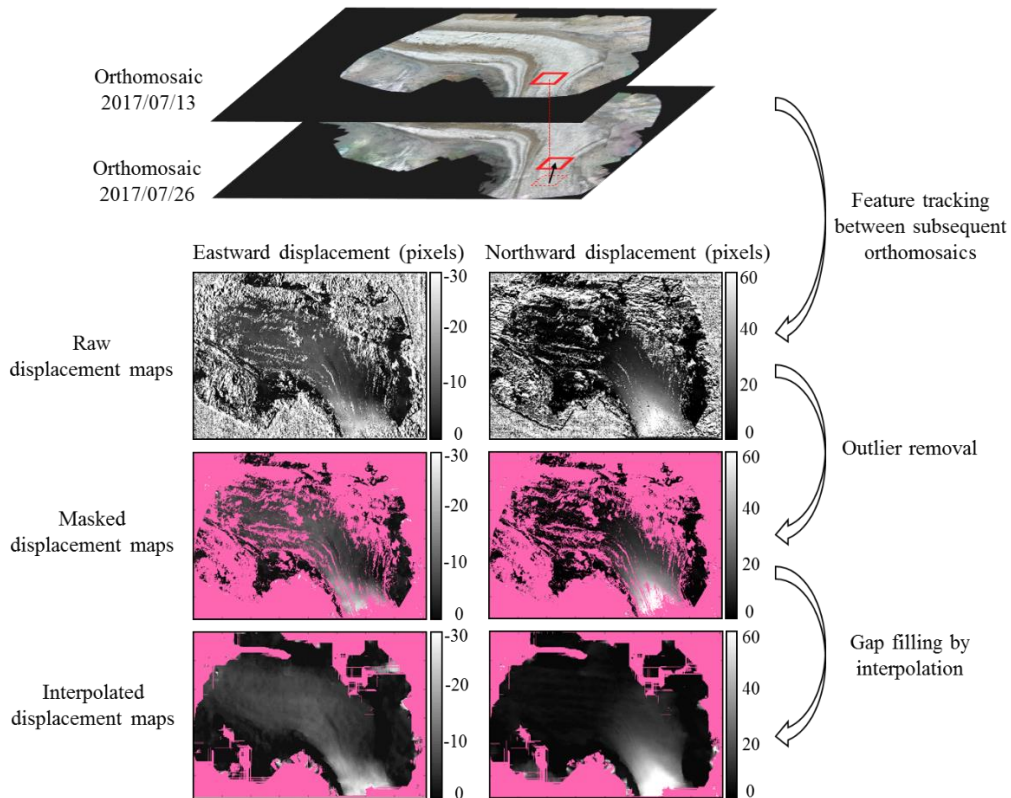 Orthomosaic
2017/07/13
Orthomosaic
2017/07/26
Feature tracking
between subsequent
orthomosaics
Eastward displacement (pixels)
Northward displacement (pixels)
Raw
displacement maps
-30
-20
-10
0
60
40
20
0
Outlier removal
Masked
displacement maps
-30
-20
-10
0
60
40
20
0
Gap filling by
interpolation
Interpolated
displacement maps
-30
-20
-10
0
60
40
20
0